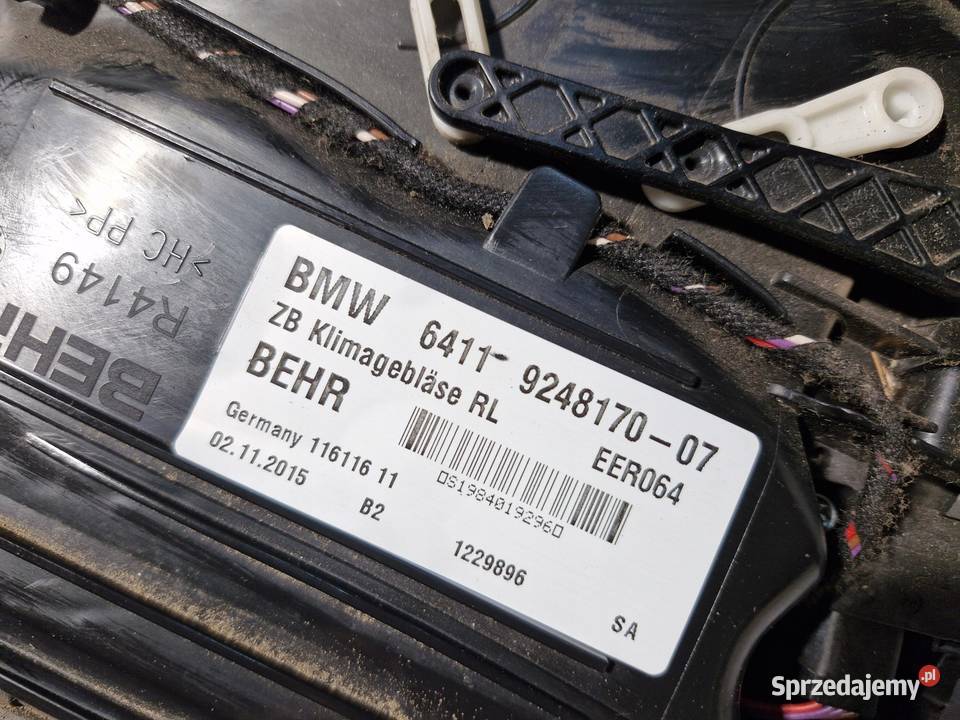 BMW 6411- 9248170-07
ZB Klimagebläse RL
BEHR EER064
Germany 116116 11
02.11.2015 B2
S1984019296
1229896
SA
>HC PP<
R4149
BEHR
Sprzedajemy.pl